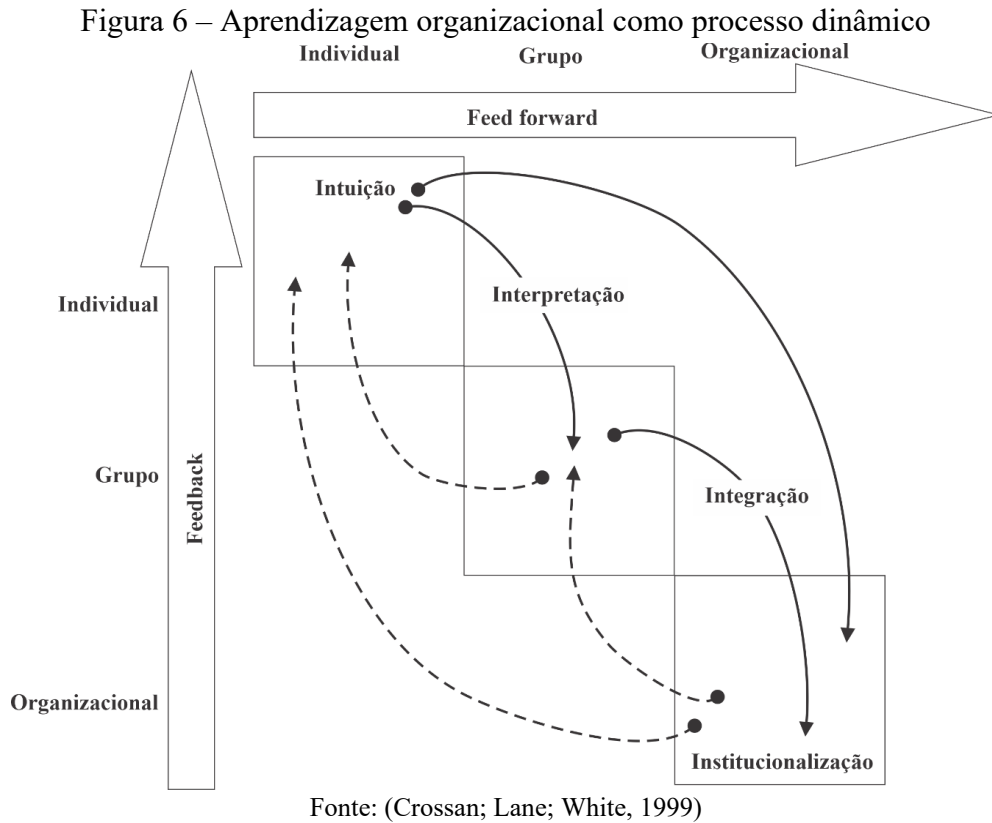 Figura 6 – Aprendizagem organizacional como processo dinâmico
Individual Grupo Organizacional
Feed forward
Intuição
Interpretação
Individual
Grupo
Feedback
Integração
Organizacional
Institucionalização
Fonte: (Crossan; Lane; White, 1999)